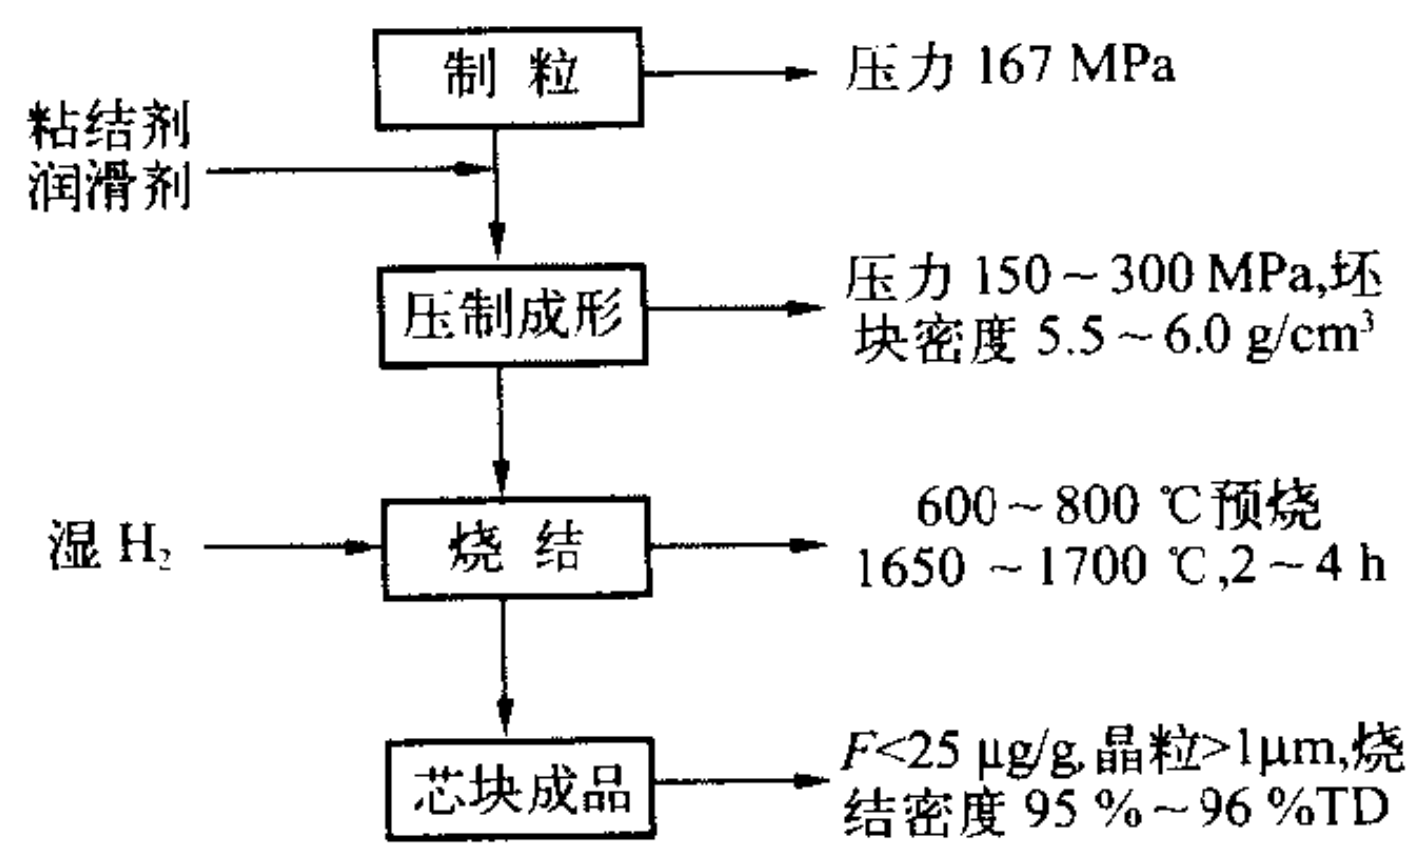 制 粒
压力 167 MPa
粘结剂
润滑剂
压制成形
压力 150~300 MPa,坯
块密度 5.5~6.0 g/cm³
湿 H₂
烧 结
600~800 ℃预烧
1650 ~1700 ℃,2~4 h
芯块成品
F<25 μg/g,晶粒>1μm,烧
结密度 95 %~96 %TD